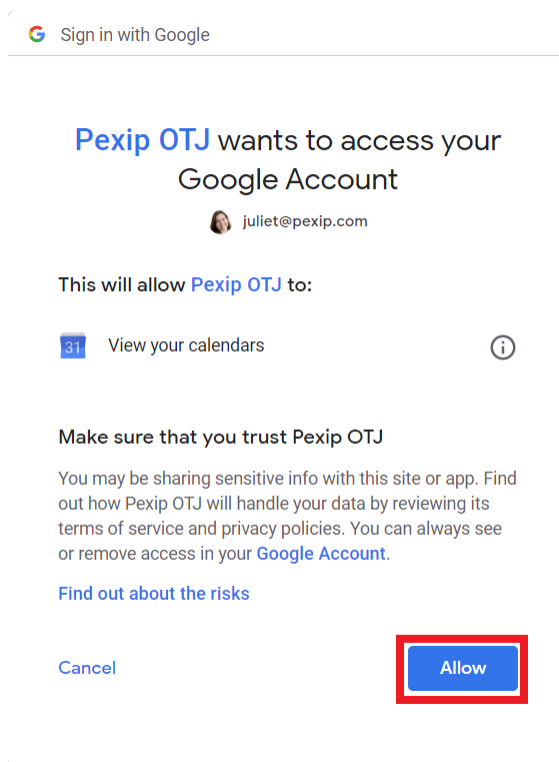 Sign in with Google
Pexip OTJ wants to access your
Google Account
juliet@pexip.com
This will allow Pexip OTJ to:
31 View your calendars
Make sure that you trust Pexip OTJ
You may be sharing sensitive info with this site or app. Find
out how Pexip OTJ will handle your data by reviewing its
terms of service and privacy policies. You can always see
or remove access in your Google Account.
Find out about the risks
Cancel Allow